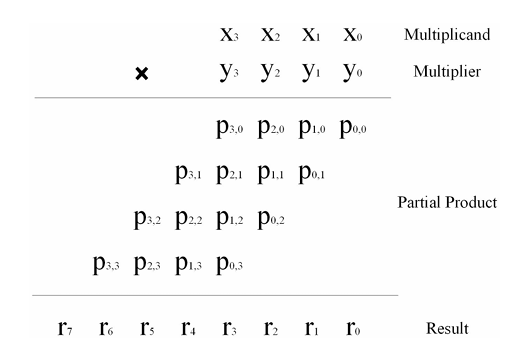 x₃ x₂ x₁ x₀ Multiplicand
× y₃ y₂ y₁ y₀ Multiplier
p₃,₀ p₂,₀ p₁,₀ p₀,₀
p₃,₁ p₂,₁ p₁,₁ p₀,₁
Partial Product
p₃,₂ p₂,₂ p₁,₂ p₀,₂
p₃,₃ p₂,₃ p₁,₃ p₀,₃
r₇ r₆ r₅ r₄ r₃ r₂ r₁ r₀ Result